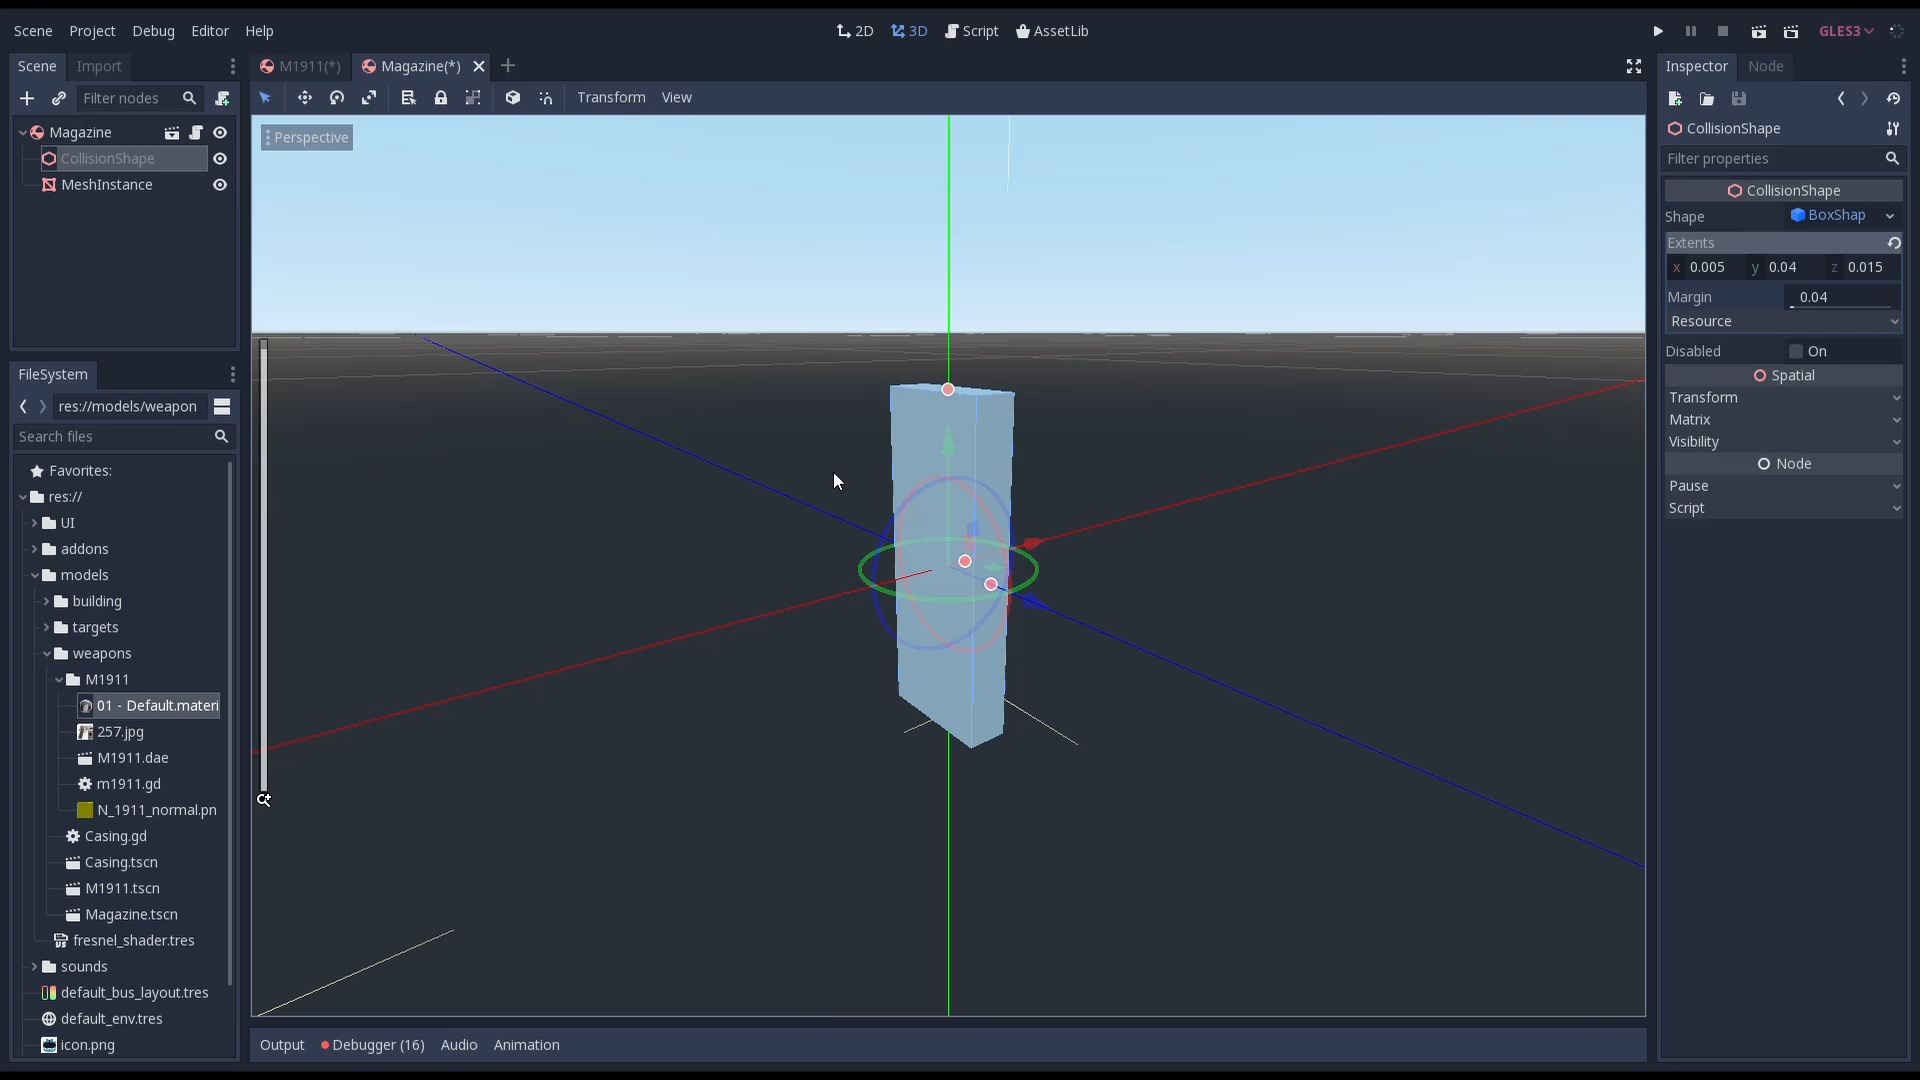 Scene Project Debug Editor Help
2D 3D Script AssetLib
GLES3
Scene Import
M1911(*) Magazine(*)
Inspector Node
Filter nodes
Transform View
Magazine
CollisionShape
MeshInstance
Perspective
CollisionShape
Filter properties
CollisionShape
Shape BoxShap
Extents
x 0.005 y 0.04 z 0.015
Margin 0.04
Resource
Disabled On
Spatial
Transform
Matrix
Visibility
Node
Pause
Script
FileSystem
res://models/weapon
Search files
Favorites:
res://
UI
addons
models
building
targets
weapons
M1911
01 - Default.materi
257.jpg
M1911.dae
m1911.gd
N_1911_normal.pn
Casing.gd
Casing.tscn
M1911.tscn
Magazine.tscn
fresnel_shader.tres
sounds
default_bus_layout.tres
default_env.tres
icon.png
Output Debugger (16) Audio Animation